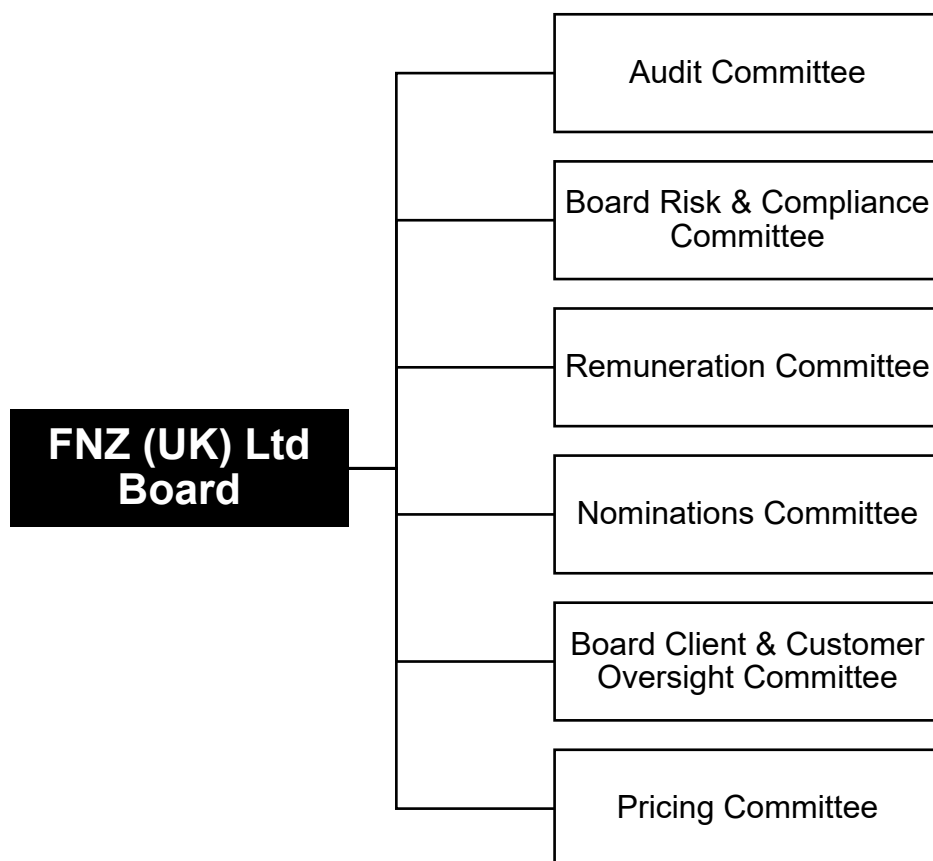 Audit Committee
Board Risk & Compliance
Committee
Remuneration Committee
FNZ (UK) Ltd
Board
Nominations Committee
Board Client & Customer
Oversight Committee
Pricing Committee